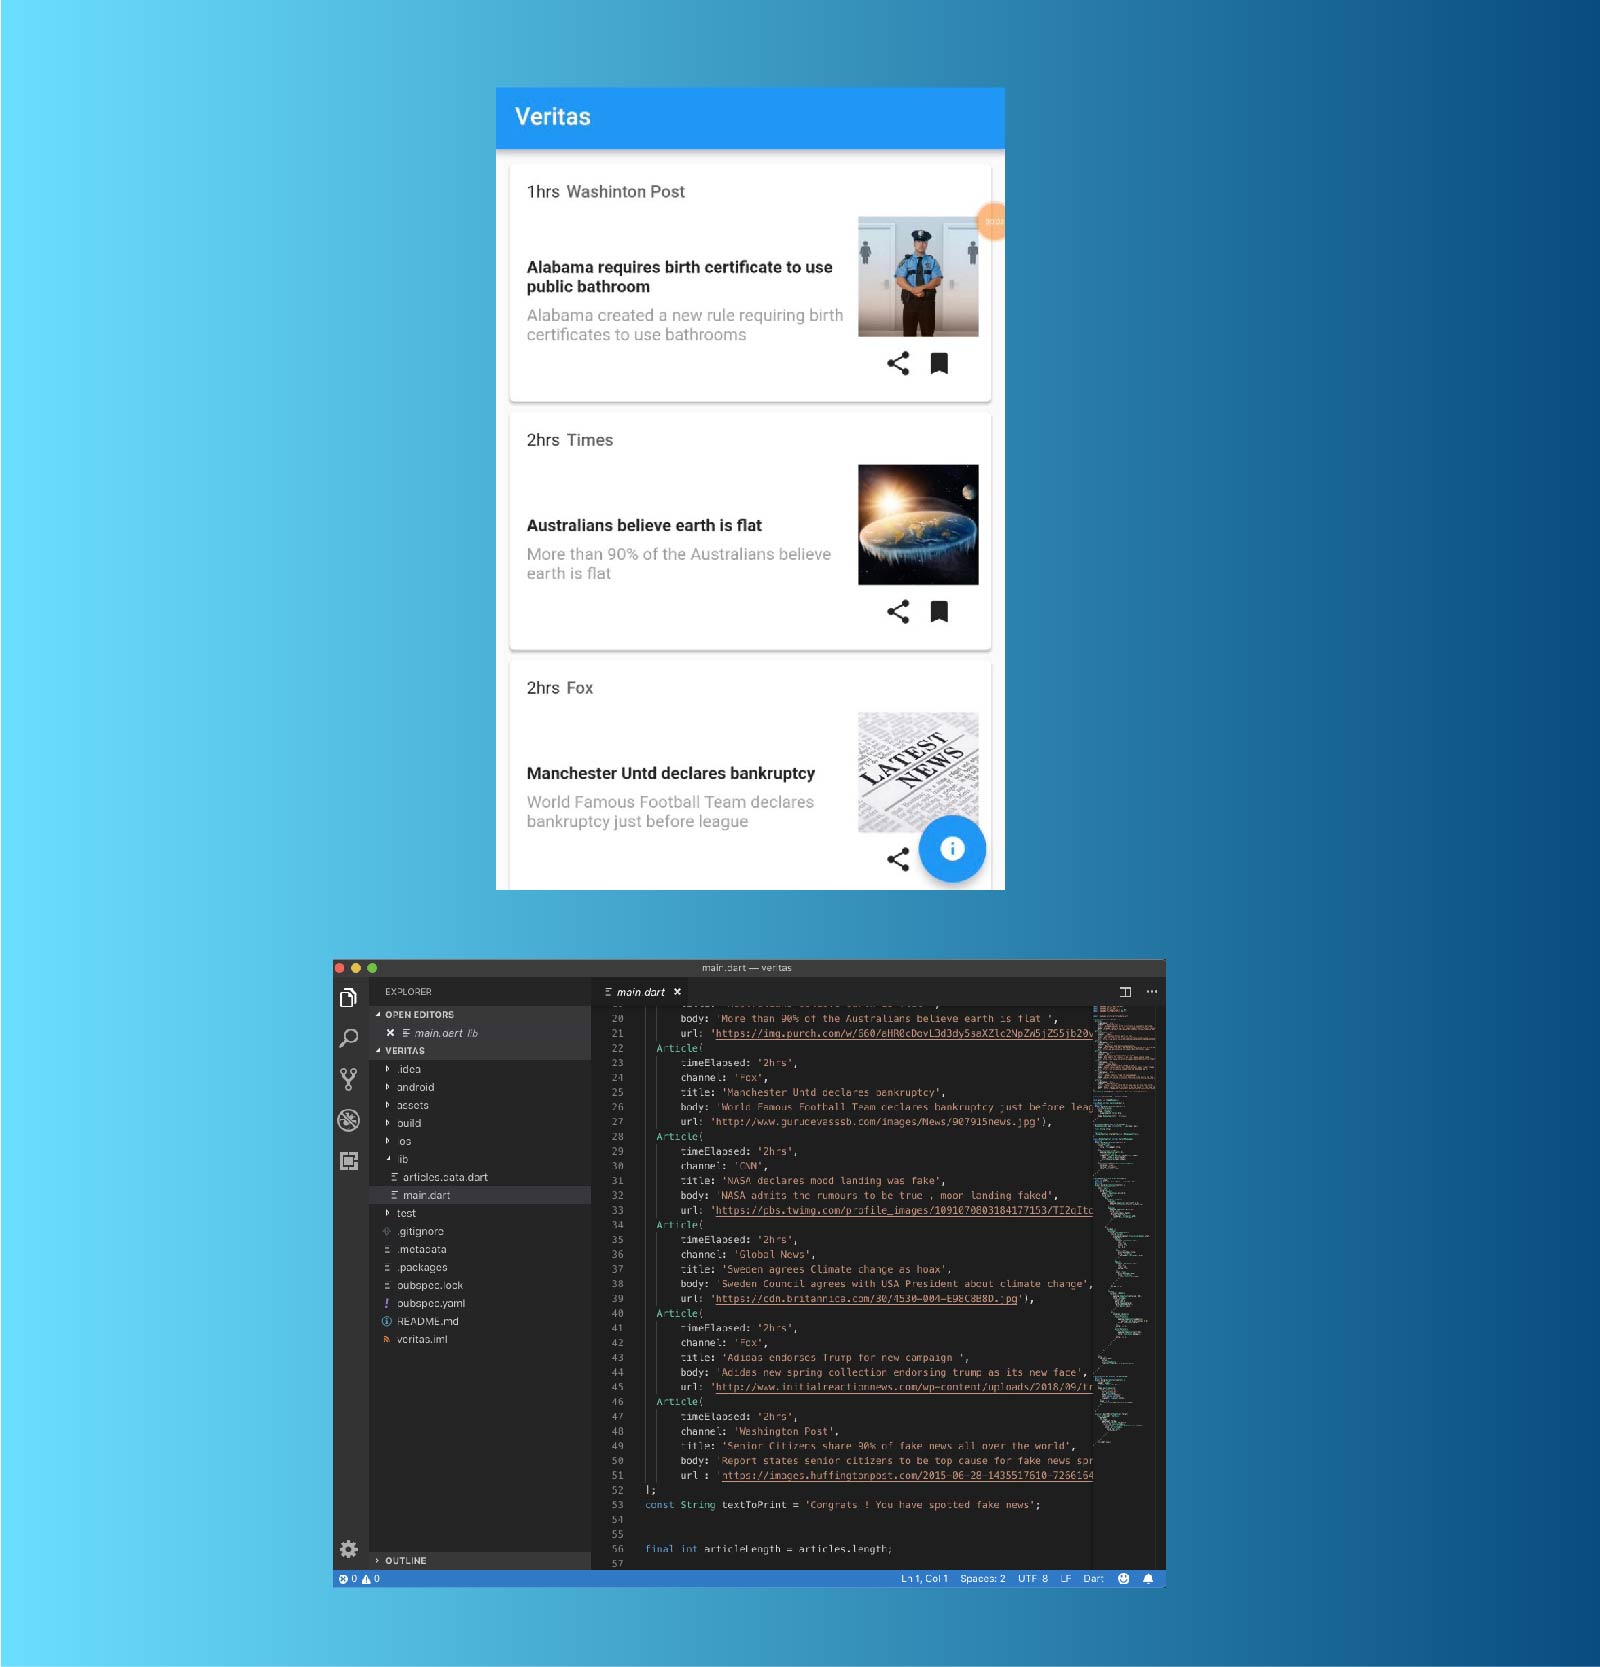 Veritas
1hrs Washinton Post
Alabama requires birth certificate to use
public bathroom
Alabama created a new rule requiring birth
certificates to use bathrooms
2hrs Times
Australians believe earth is flat
More than 90% of the Australians believe
earth is flat
2hrs Fox
LATEST
NEWS
Manchester Untd declares bankruptcy
World Famous Football Team declares
bankruptcy just before league
main.dart — veritas
EXPLORER
OPEN EDITORS
main.dart lib
VERITAS
.idea
android
assets
build
ios
lib
articles.data.dart
main.dart
test
.gitignore
.metadata
.packages
pubspec.lock
pubspec.yaml
README.md
veritas.iml
OUTLINE
main.dart
20 body: 'More than 90% of the Australians believe earth is flat ',
21 url: 'https://img.purch.com/w/660/
22 Article(
23 timeElapsed: '2hrs',
24 channel: 'Fox',
25 title: 'Manchester Untd declares bankruptcy',
26 body: 'World Famous Football Team declares bankruptcy just before leag
27 url: 'http://www.gurudevasssb.com/images/News/907915news.jpg'),
28 Article(
29 timeElapsed: '2hrs',
30 channel: 'CNN',
31 title: 'NASA declares mood landing was fake',
32 body: 'NASA admits the rumours to be true , moon landing faked',
33 url: 'https://pbs.twimg.com/profile_images/1091070803184177153/
34 Article(
35 timeElapsed: '2hrs',
36 channel: 'Global News',
37 title: 'Sweden agrees Climate change as hoax',
38 body: 'Sweden Council agrees with USA President about climate change',
39 url: 'https://cdn.britannica.com/30/4530-004-E98C8B8D.jpg'),
40 Article(
41 timeElapsed: '2hrs',
42 channel: 'Fox',
43 title: 'Adidas endorses Trump for new campaign ',
44 body: 'Adidas new spring collection endorsing trump as its new face',
45 url: 'http://www.initialreactionnews.com/wp-content/uploads/2018/09/tr
46 Article(
47 timeElapsed: '2hrs',
48 channel: 'Washington Post',
49 title: 'Senior Citizens share 90% of fake news all over the world',
50 body: 'Report states senior citizens to be top cause for fake news spr
51 url : 'https://images.huffingtonpost.com/2015-06-28-1435517610-7266164
52 ];
53 const String textToPrint = 'Congrats ! You have spotted fake news';
54
55
56 final int articleLength = articles.length;
57
0 0
Ln 1, Col 1 Spaces: 2 UTF-8 LF Dart